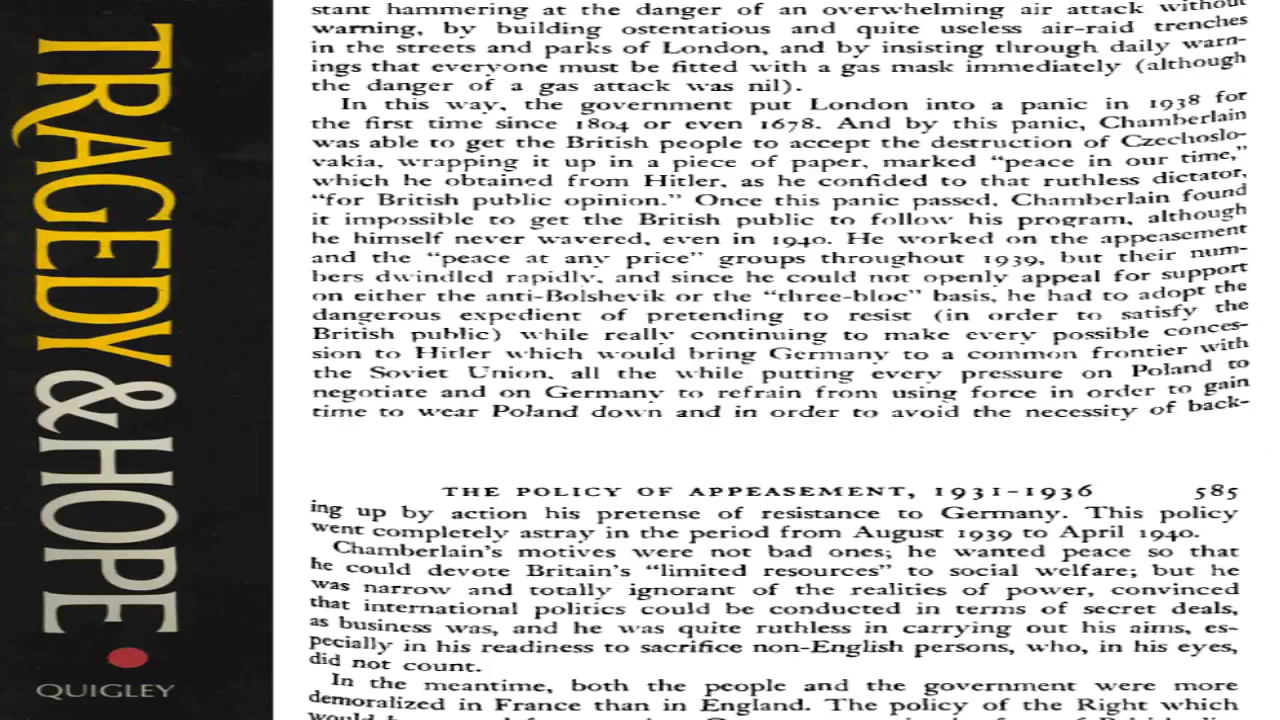 TRAGEDY & HOPE
QUIGLEY
stant hammering at the danger of an overwhelming air attack without
warning, by building ostentatious and quite useless air-raid trenches
in the streets and parks of London, and by insisting through daily warn-
ings that everyone must be fitted with a gas mask immediately (although
the danger of a gas attack was nil).
In this way, the government put London into a panic in 1938 for
the first time since 1804 or even 1678. And by this panic, Chamberlain
was able to get the British people to accept the destruction of Czechoslo-
vakia, wrapping it up in a piece of paper, marked “peace in our time,”
which he obtained from Hitler, as he confided to that ruthless dictator,
“for British public opinion.” Once this panic passed, Chamberlain found
it impossible to get the British public to follow his program, although
he himself never wavered, even in 1940. He worked on the appeasement
and the “peace at any price” groups throughout 1939, but their num-
bers dwindled rapidly, and since he could not openly appeal for support
on either the anti-Bolshevik or the “three-bloc” basis, he had to adopt the
dangerous expedient of pretending to resist (in order to satisfy the
British public) while really continuing to make every possible conces-
sion to Hitler which would bring Germany to a common frontier with
the Soviet Union, all the while putting every pressure on Poland to
negotiate and on Germany to refrain from using force in order to gain
time to wear Poland down and in order to avoid the necessity of back-
THE POLICY OF APPEASEMENT, 1931-1936 585
ing up by action his pretense of resistance to Germany. This policy
went completely astray in the period from August 1939 to April 1940.
Chamberlain’s motives were not bad ones; he wanted peace so that
he could devote Britain’s “limited resources” to social welfare; but he
was narrow and totally ignorant of the realities of power, convinced
that international politics could be conducted in terms of secret deals,
as business was, and he was quite ruthless in carrying out his aims, es-
pecially in his readiness to sacrifice non-English persons, who, in his eyes,
did not count.
In the meantime, both the people and the government were more
demoralized in France than in England. The policy of the Right which
would